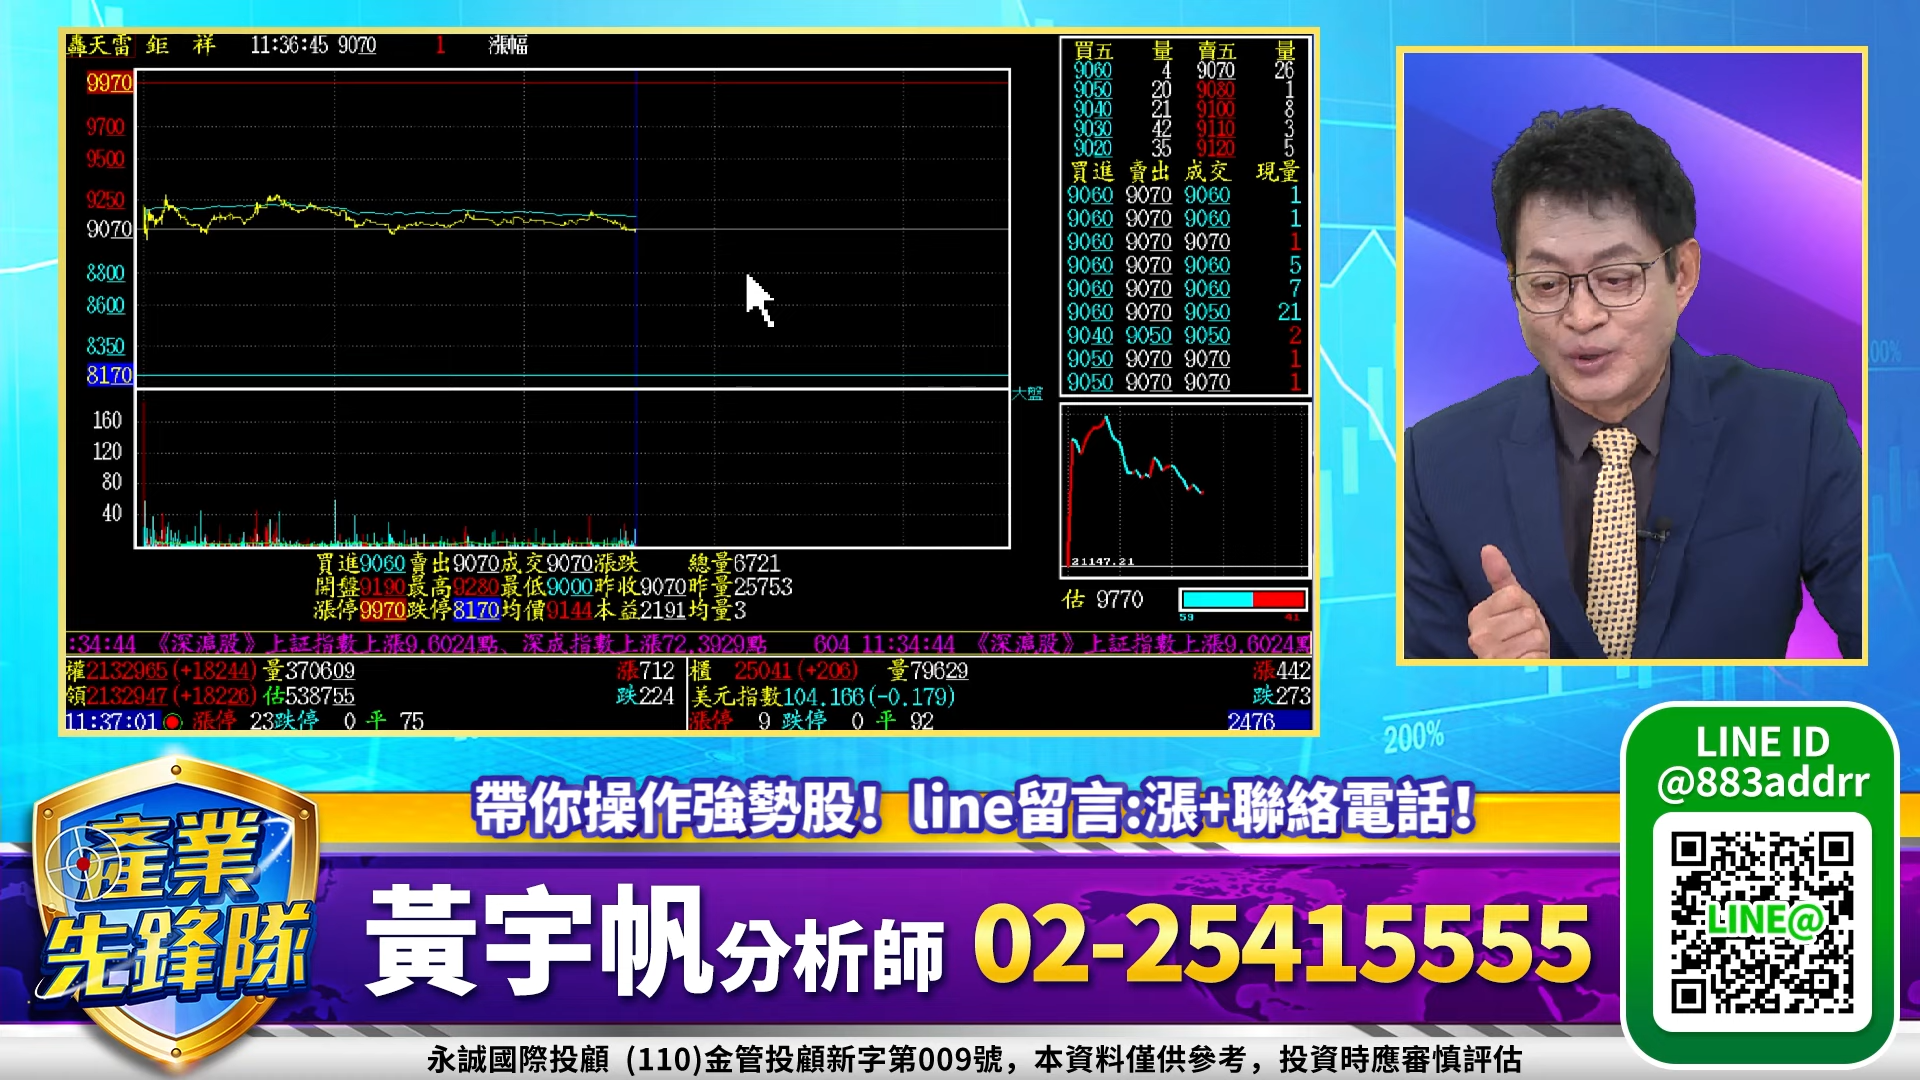 轟天雷 鉅 祥 11:36:45 9070 1 漲幅
9970
9700
9500
9250
9070
8800
8600
8350
8170
160
120
80
40
大盤
買進9060賣出9070成交9070漲跌 總量6721
開盤9190最高9280最低9000昨收9070昨量25753
漲停9970跌停8170均價9144本益2191均量3
買五 量 賣五 量
9060 4 9070 26
9050 20 9080 1
9040 21 9100 8
9030 42 9110 3
9020 35 9120 5
買進 賣出 成交 現量
9060 9070 9060 1
9060 9070 9060 1
9060 9070 9070 1
9060 9070 9060 5
9060 9070 9060 7
9060 9070 9050 21
9040 9050 9050 2
9050 9070 9070 1
9050 9070 9070 1
21147.21
估 9770
59 41
:34:44 《深滬股》上証指數上漲9.6024點、深成指數上漲72.3929點 604 11:34:44 《深滬股》上証指數上漲9.6024點
權2132965(+18244)量370609 漲712
領2132947(+18226)估538755 跌224
11:37:01 漲停 23跌停 0 平 75
櫃 25041(+206) 量79629 漲442
美元指數104.166(-0.179) 跌273
漲停 9 跌停 0 平 92 2476
100%
200%
LINE ID
@883addrr
LINE@
帶你操作強勢股！line留言:漲+聯絡電話！
產業
先鋒隊
黃宇帆分析師 02-25415555
永誠國際投顧 (110)金管投顧新字第009號，本資料僅供參考，投資時應審慎評估